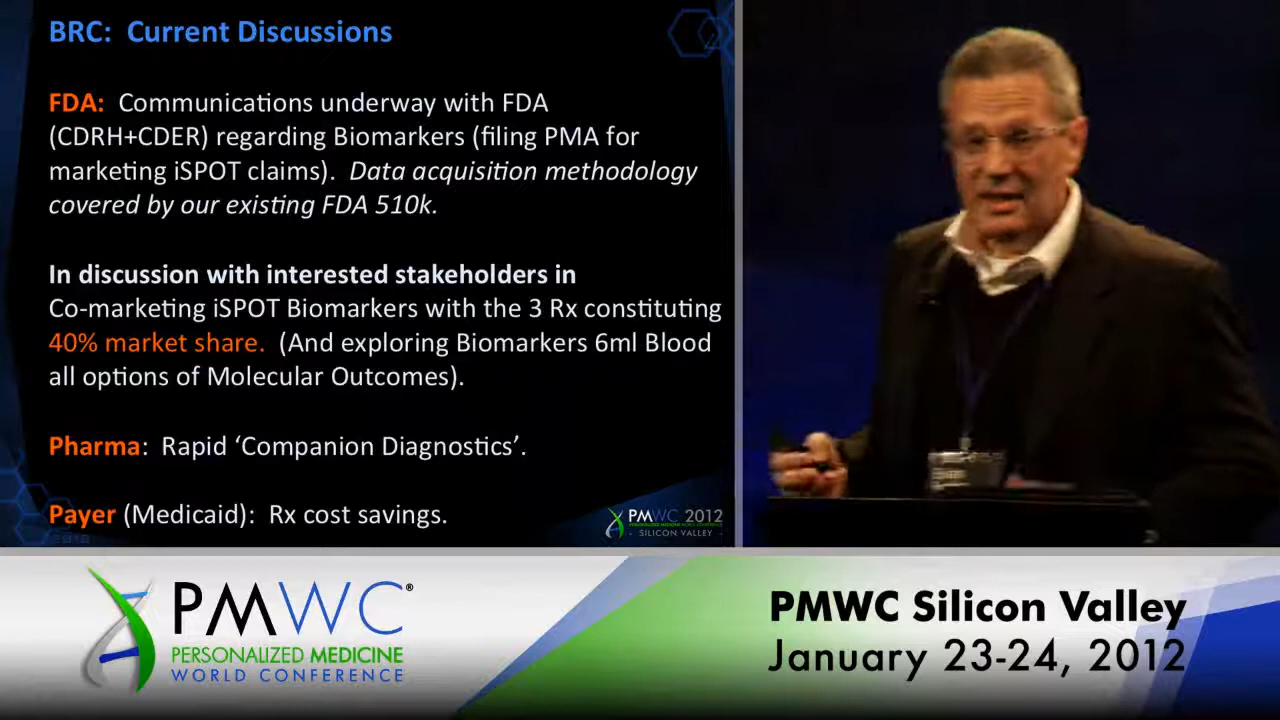 BRC: Current Discussions
FDA: Communications underway with FDA
(CDRH+CDER) regarding Biomarkers (filing PMA for
marketing iSPOT claims). Data acquisition methodology
covered by our existing FDA 510k.
In discussion with interested stakeholders in
Co-marketing iSPOT Biomarkers with the 3 Rx constituting
40% market share. (And exploring Biomarkers 6ml Blood
all options of Molecular Outcomes).
Pharma: Rapid ‘Companion Diagnostics’.
Payer (Medicaid): Rx cost savings.
PMWC 2012
PERSONALIZED MEDICINE WORLD CONFERENCE
- SILICON VALLEY -
PMWC®
PERSONALIZED MEDICINE
WORLD CONFERENCE
PMWC Silicon Valley
January 23-24, 2012